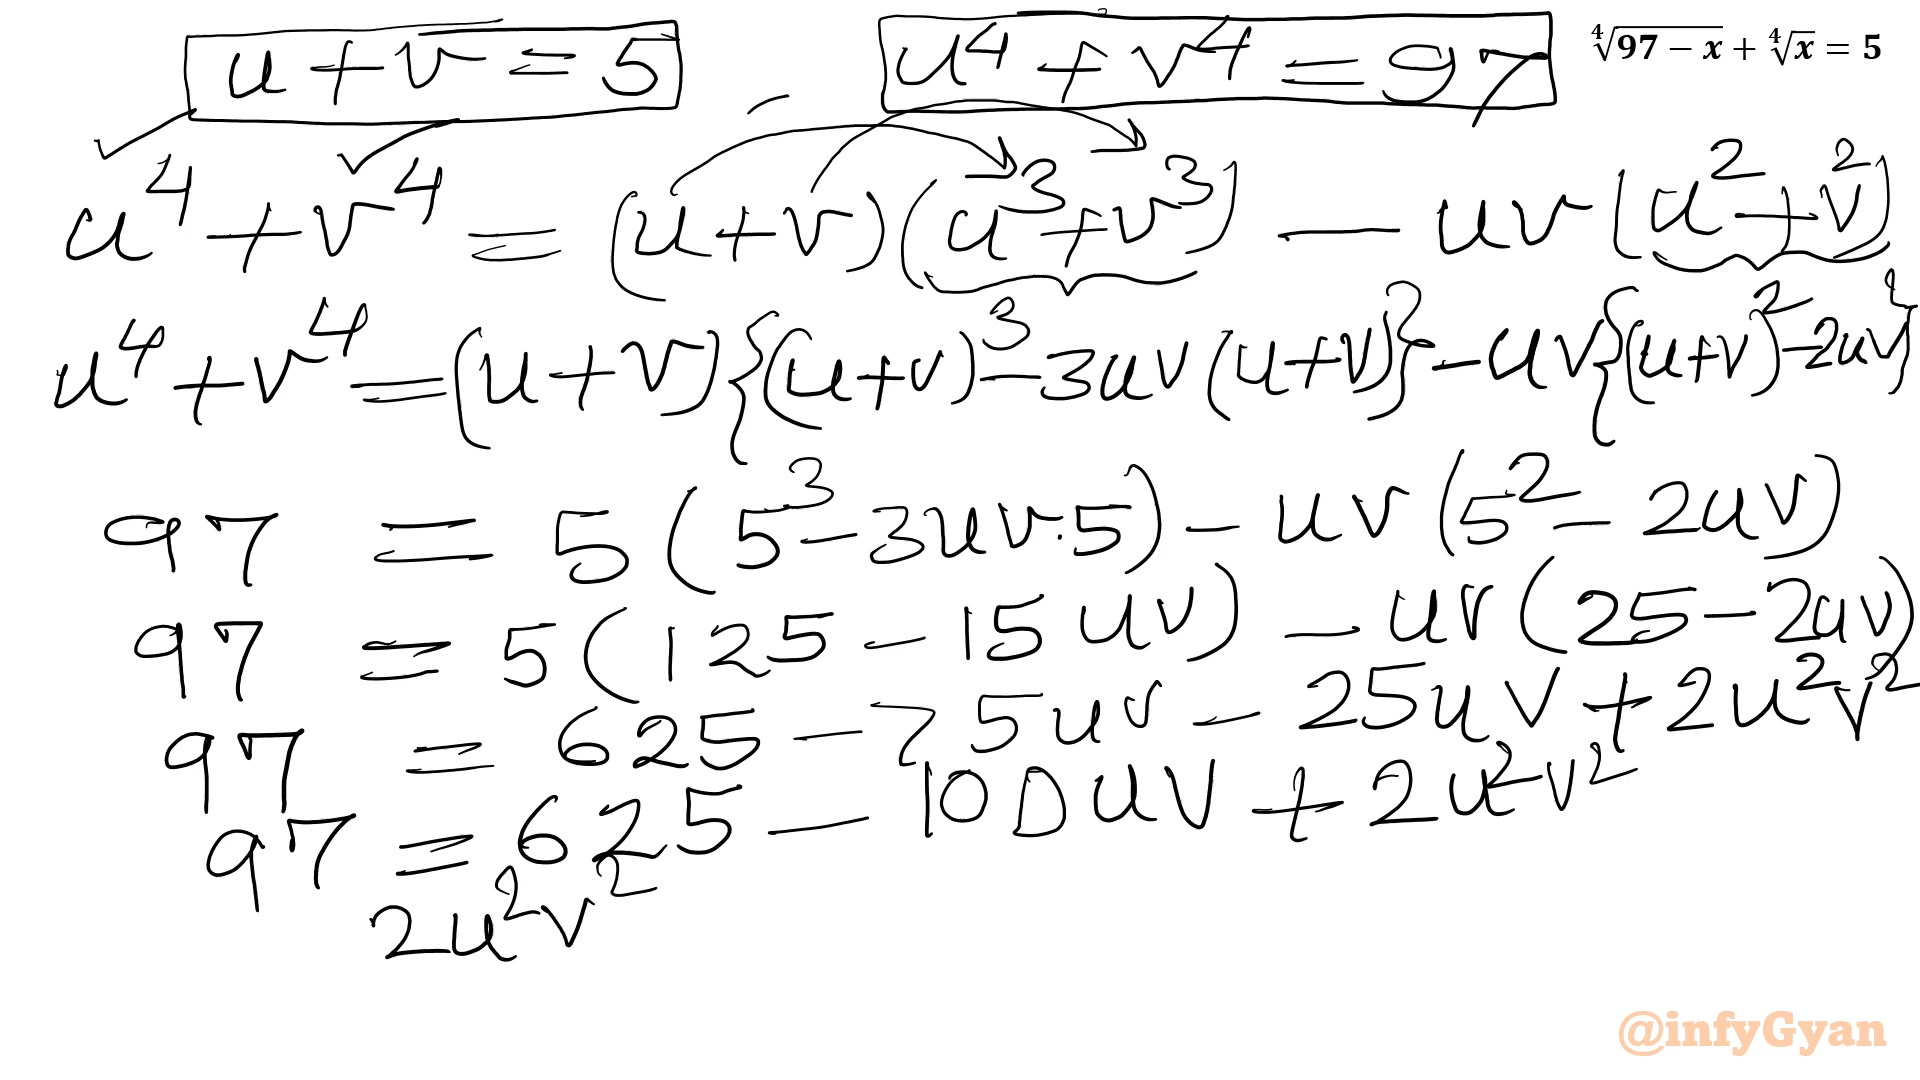 u + v = 5 u⁴ + v⁴ = 97 ∜(97 − x) + ∜x = 5
u⁴ + v⁴ = (u + v)(u³ + v³) − uv(u² + v²)
u⁴ + v⁴ = (u + v){(u + v)³ − 3uv(u + v)} − uv{(u + v)² − 2uv}
97 = 5(5³ − 3uv·5) − uv(5² − 2uv)
97 = 5(125 − 15uv) − uv(25 − 2uv)
97 = 625 − 75uv − 25uv + 2u²v²
97 = 625 − 100uv + 2u²v²
2u²v²
@infyGyan